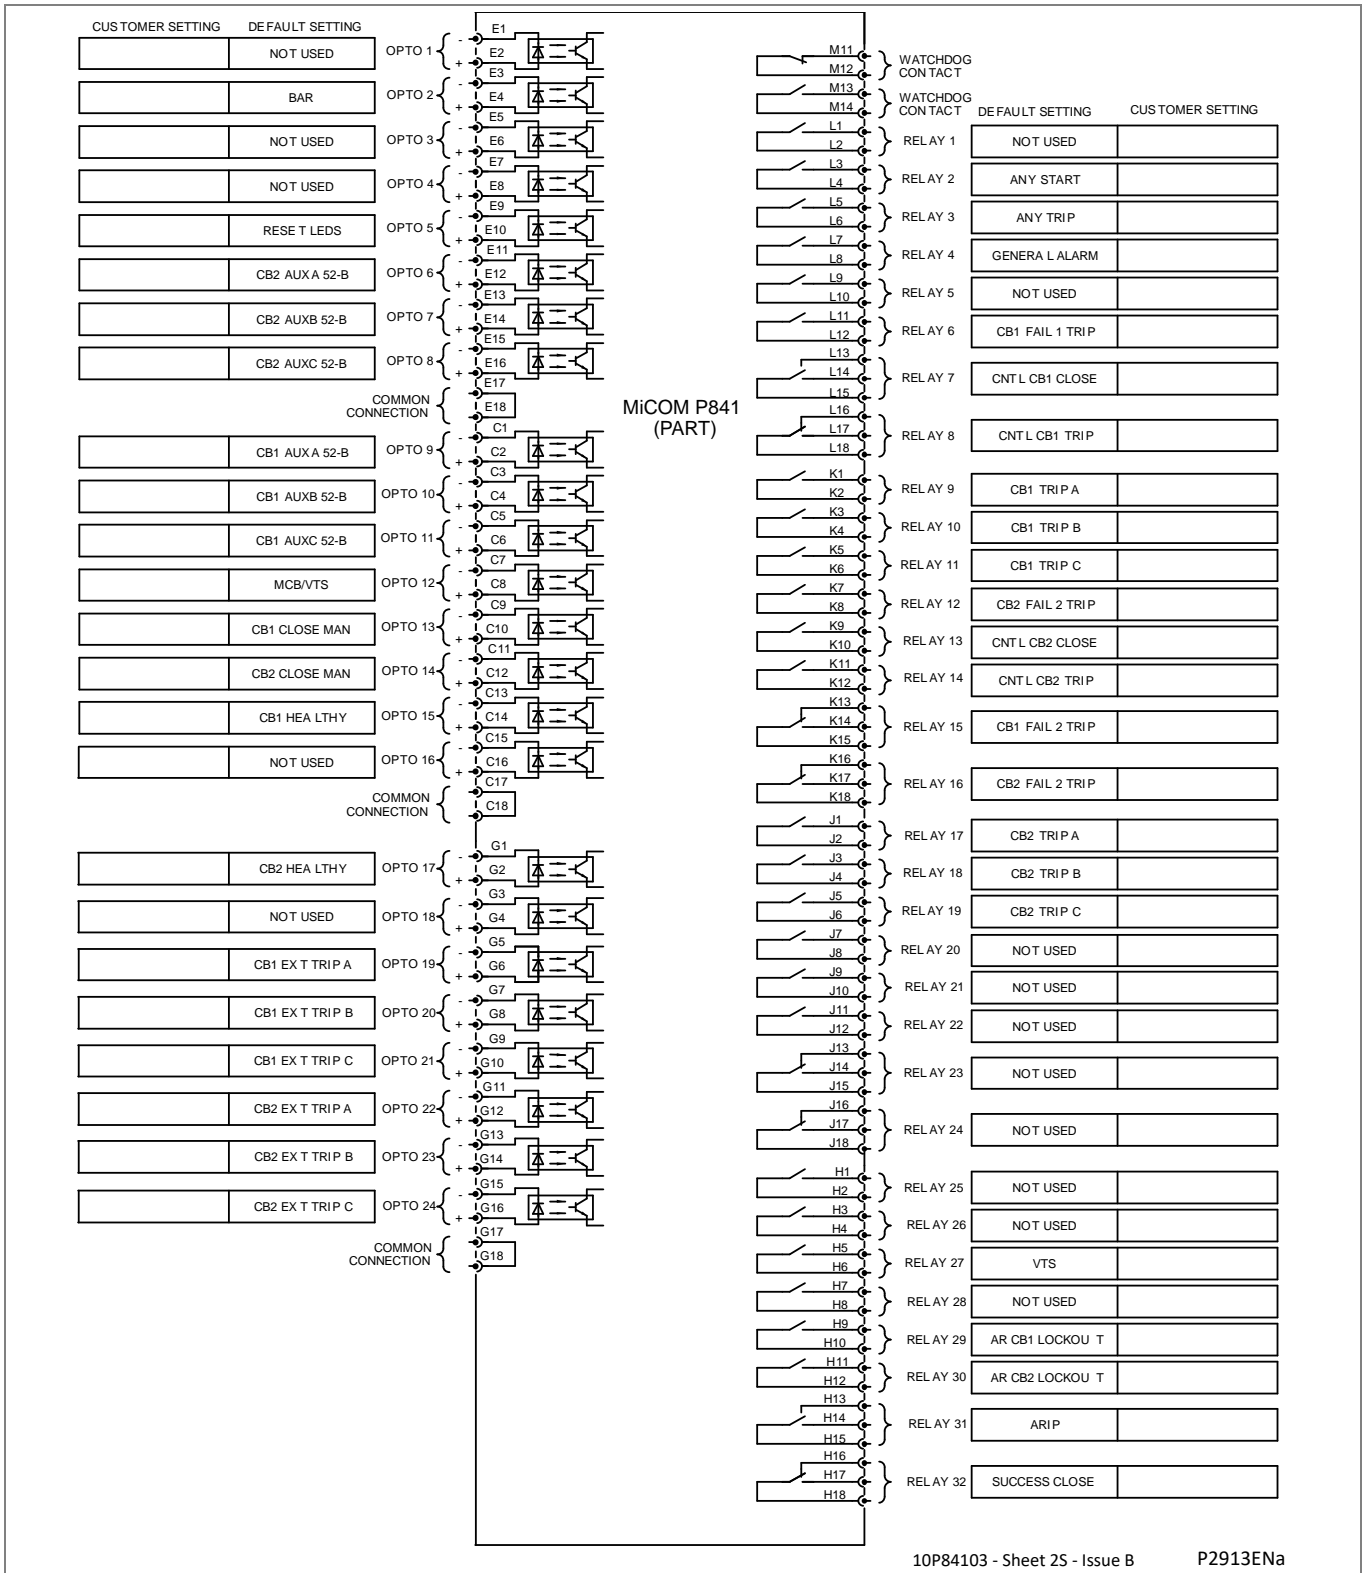 CUSTOMER SETTING DEFAULT SETTING
NOT USED OPTO 1 - + E1 E2
BAR OPTO 2 - + E3 E4
NOT USED OPTO 3 - + E5 E6
NOT USED OPTO 4 - + E7 E8
RESET LEDS OPTO 5 - + E9 E10
CB2 AUXA 52-B OPTO 6 - + E11 E12
CB2 AUXB 52-B OPTO 7 - + E13 E14
CB2 AUXC 52-B OPTO 8 - + E15 E16
COMMON
CONNECTION
E17 E18
CB1 AUXA 52-B OPTO 9 - + C1 C2
CB1 AUXB 52-B OPTO 10 - + C3 C4
CB1 AUXC 52-B OPTO 11 - + C5 C6
MCB/VTS OPTO 12 - + C7 C8
CB1 CLOSE MAN OPTO 13 - + C9 C10
CB2 CLOSE MAN OPTO 14 - + C11 C12
CB1 HEALTHY OPTO 15 - + C13 C14
NOT USED OPTO 16 - + C15 C16
COMMON
CONNECTION
C17 C18
CB2 HEALTHY OPTO 17 - + G1 G2
NOT USED OPTO 18 - + G3 G4
CB1 EXT TRIP A OPTO 19 - + G5 G6
CB1 EXT TRIP B OPTO 20 - + G7 G8
CB1 EXT TRIP C OPTO 21 - + G9 G10
CB2 EXT TRIP A OPTO 22 - + G11 G12
CB2 EXT TRIP B OPTO 23 - + G13 G14
CB2 EXT TRIP C OPTO 24 - + G15 G16
COMMON
CONNECTION
G17 G18
MiCOM P841
(PART)
M11 M12 WATCHDOG
CONTACT
M13 M14 WATCHDOG
CONTACT
DEFAULT SETTING CUSTOMER SETTING
L1 L2 RELAY 1 NOT USED
L3 L4 RELAY 2 ANY START
L5 L6 RELAY 3 ANY TRIP
L7 L8 RELAY 4 GENERAL ALARM
L9 L10 RELAY 5 NOT USED
L11 L12 RELAY 6 CB1 FAIL 1 TRIP
L13 L14 L15 RELAY 7 CNTL CB1 CLOSE
L16 L17 L18 RELAY 8 CNTL CB1 TRIP
K1 K2 RELAY 9 CB1 TRIP A
K3 K4 RELAY 10 CB1 TRIP B
K5 K6 RELAY 11 CB1 TRIP C
K7 K8 RELAY 12 CB2 FAIL 2 TRIP
K9 K10 RELAY 13 CNTL CB2 CLOSE
K11 K12 RELAY 14 CNTL CB2 TRIP
K13 K14 K15 RELAY 15 CB1 FAIL 2 TRIP
K16 K17 K18 RELAY 16 CB2 FAIL 2 TRIP
J1 J2 RELAY 17 CB2 TRIP A
J3 J4 RELAY 18 CB2 TRIP B
J5 J6 RELAY 19 CB2 TRIP C
J7 J8 RELAY 20 NOT USED
J9 J10 RELAY 21 NOT USED
J11 J12 RELAY 22 NOT USED
J13 J14 J15 RELAY 23 NOT USED
J16 J17 J18 RELAY 24 NOT USED
H1 H2 RELAY 25 NOT USED
H3 H4 RELAY 26 NOT USED
H5 H6 RELAY 27 VTS
H7 H8 RELAY 28 NOT USED
H9 H10 RELAY 29 AR CB1 LOCKOUT
H11 H12 RELAY 30 AR CB2 LOCKOUT
H13 H14 H15 RELAY 31 ARIP
H16 H17 H18 RELAY 32 SUCCESS CLOSE
10P84103 - Sheet 2S - Issue B P2913ENa